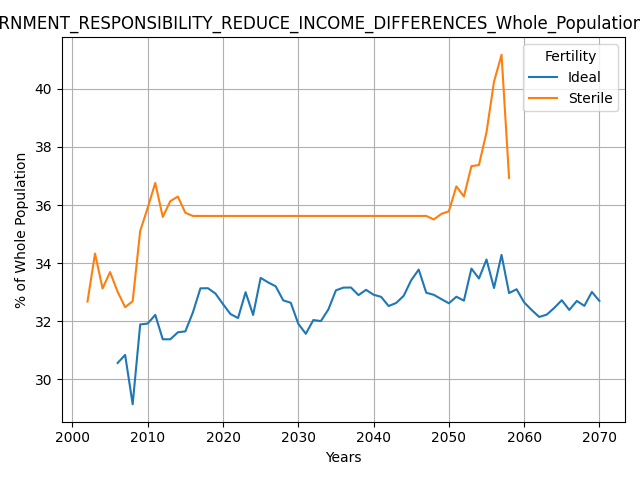 RNMENT_RESPONSIBILITY_REDUCE_INCOME_DIFFERENCES_Whole_Population
Fertility
Ideal
Sterile
% of Whole Population
40
38
36
34
32
30
2000 2010 2020 2030 2040 2050 2060 2070
Years